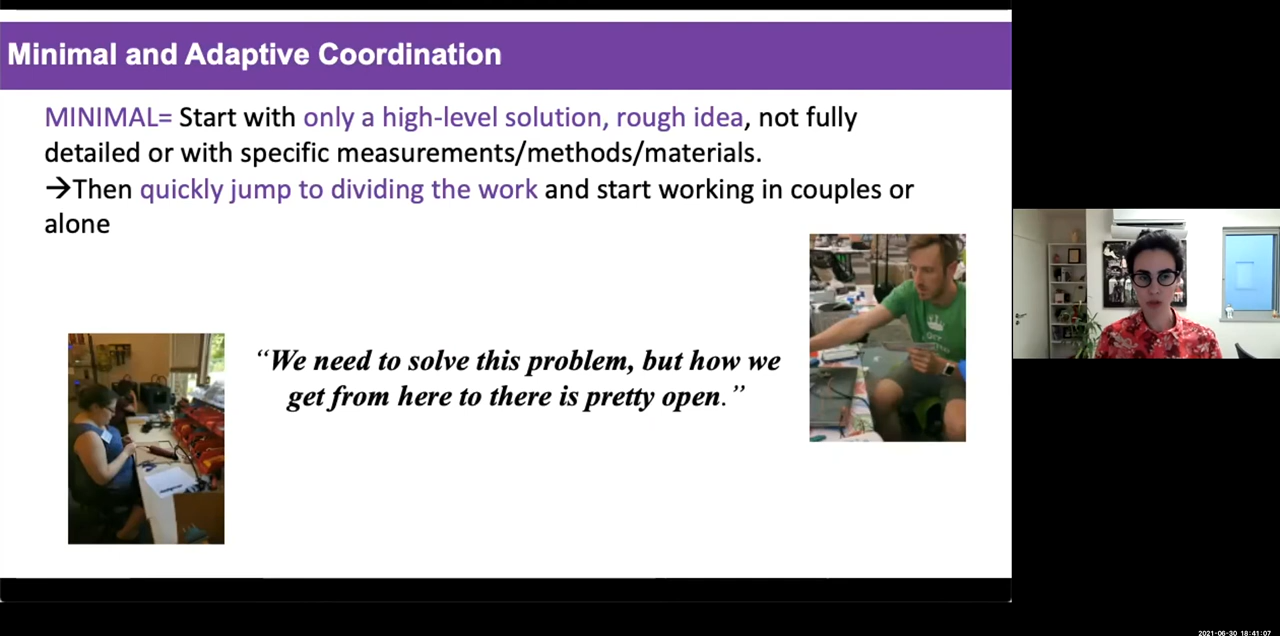 Minimal and Adaptive Coordination
MINIMAL= Start with only a high-level solution, rough idea, not fully
detailed or with specific measurements/methods/materials.
→Then quickly jump to dividing the work and start working in couples or
alone
“We need to solve this problem, but how we
get from here to there is pretty open.”
2021-06-30 18:41:07